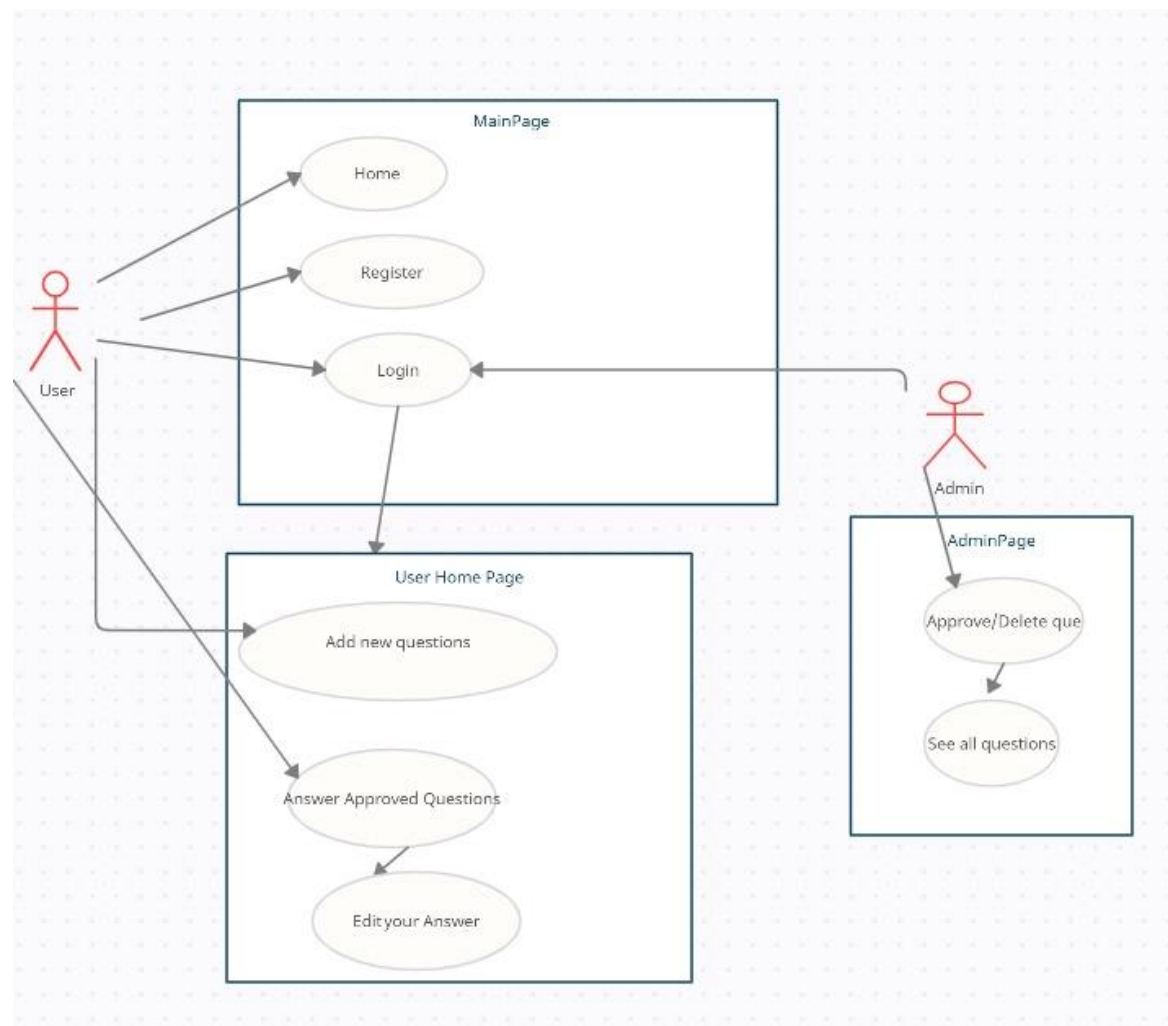 MainPage
Home
Register
Login
User
Admin
AdminPage
User Home Page
Add new questions
Approve/Delete que
See all questions
Answer Approved Questions
Edit your Answer